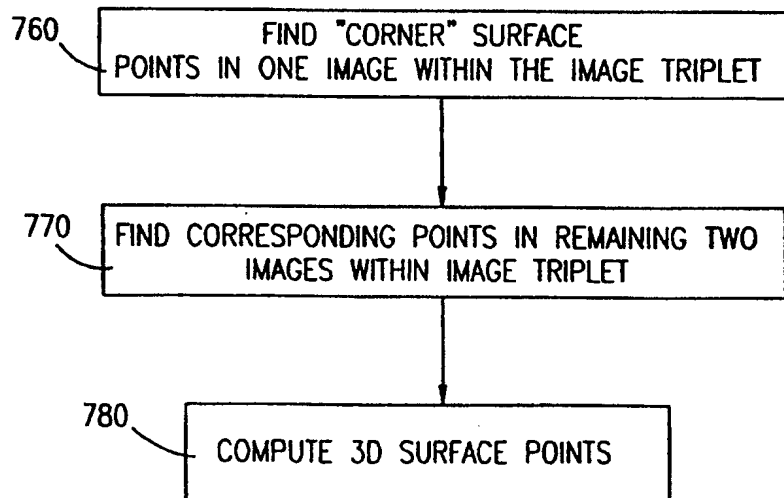 760
FIND "CORNER" SURFACE
POINTS IN ONE IMAGE WITHIN THE IMAGE TRIPLET
770
FIND CORRESPONDING POINTS IN REMAINING TWO
IMAGES WITHIN IMAGE TRIPLET
780
COMPUTE 3D SURFACE POINTS